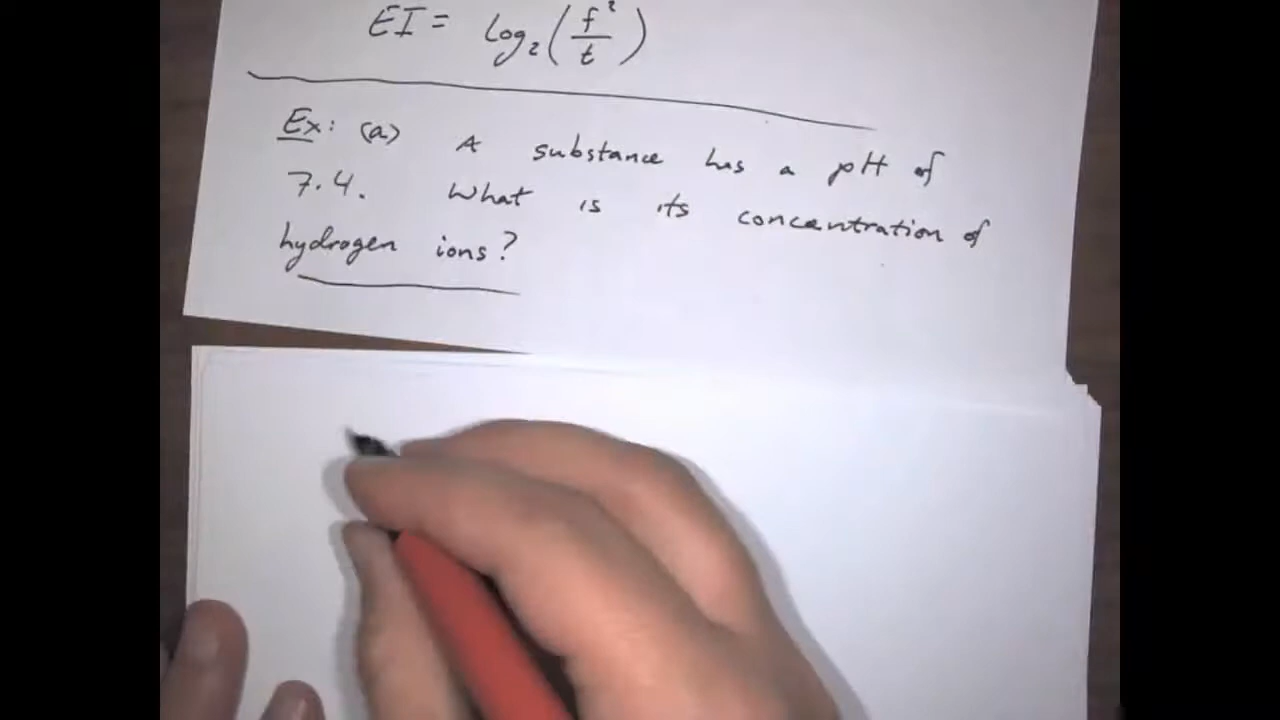 EI = log₂(f²/t)
Ex: (a) A substance has a pH of
7.4. What is its concentration of
hydrogen ions?